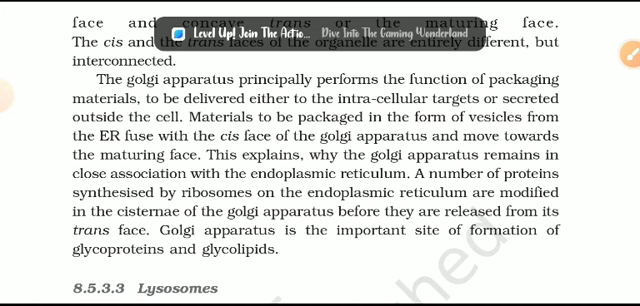 face and concave trans or the maturing face.
Level Up! Join The Actio... Dive Into The Gaming Wonderland
The cis and the trans faces of the organelle are entirely different, but
interconnected.
The golgi apparatus principally performs the function of packaging
materials, to be delivered either to the intra-cellular targets or secreted
outside the cell. Materials to be packaged in the form of vesicles from
the ER fuse with the cis face of the golgi apparatus and move towards
the maturing face. This explains, why the golgi apparatus remains in
close association with the endoplasmic reticulum. A number of proteins
synthesised by ribosomes on the endoplasmic reticulum are modified
in the cisternae of the golgi apparatus before they are released from its
trans face. Golgi apparatus is the important site of formation of
glycoproteins and glycolipids.
8.5.3.3 Lysosomes